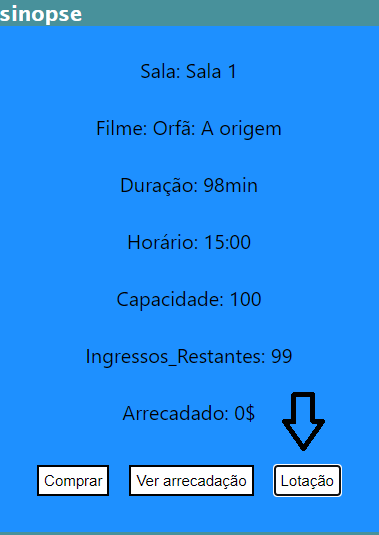 sinopse
Sala: Sala 1
Filme: Orfã: A origem
Duração: 98min
Horário: 15:00
Capacidade: 100
Ingressos_Restantes: 99
Arrecadado: 0$
Comprar Ver arrecadação Lotação